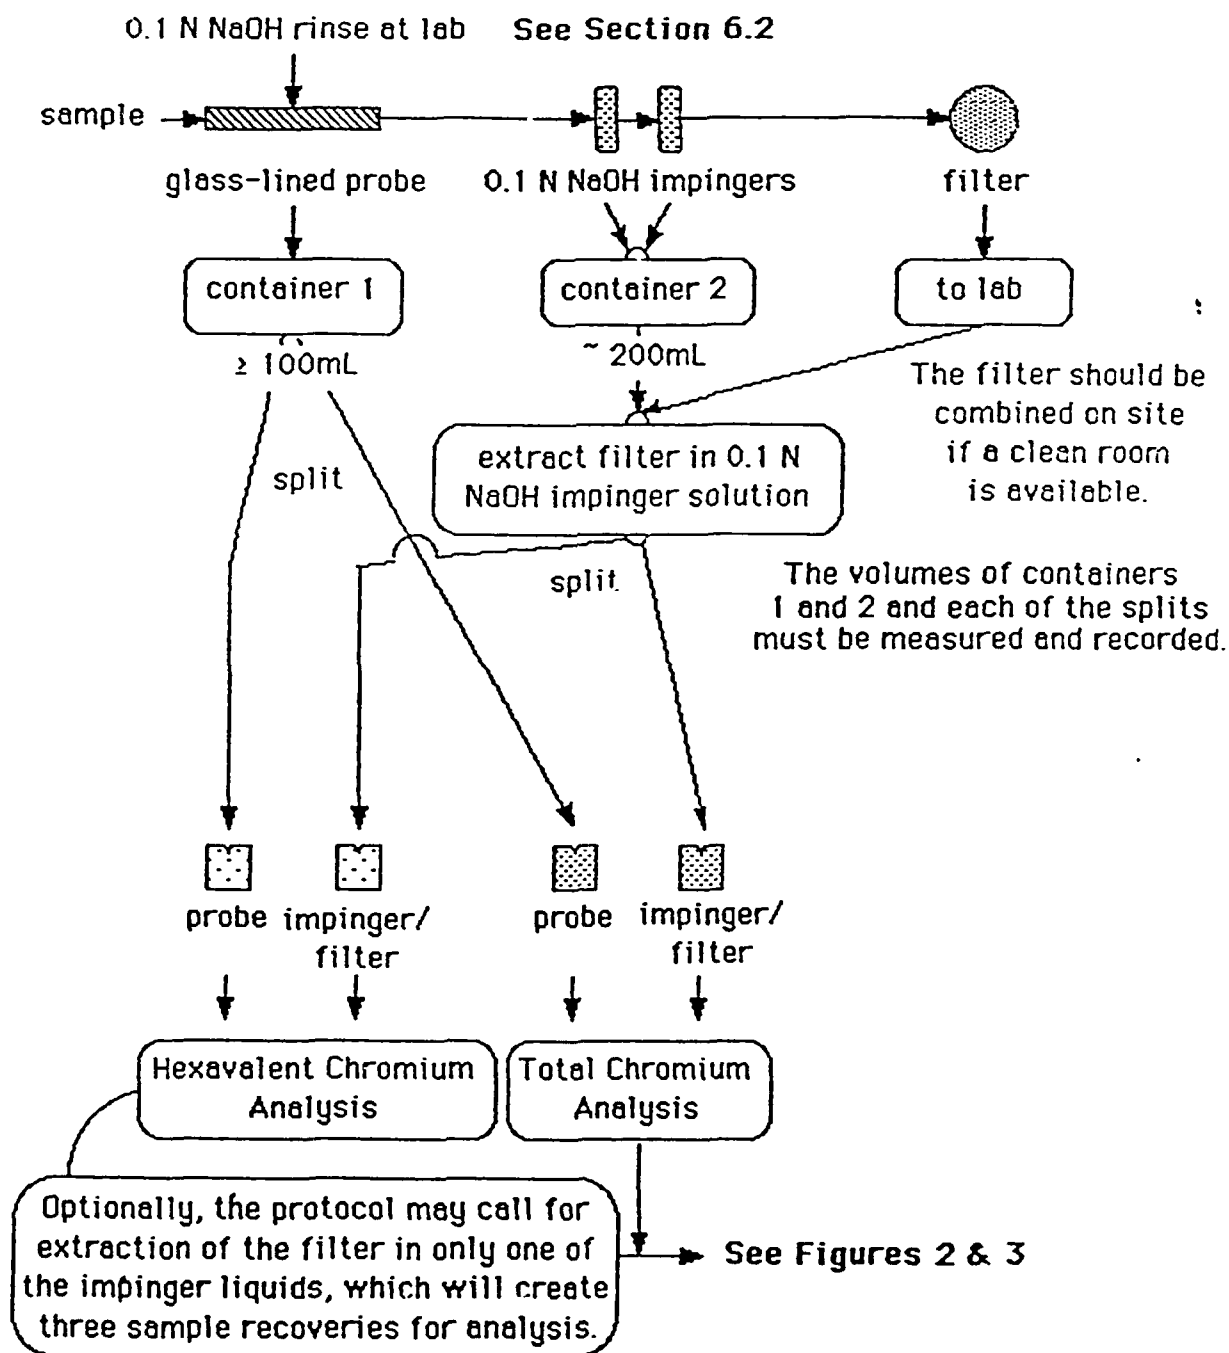 0.1 N NaOH rinse at lab See Section 6.2
sample
glass-lined probe
0.1 N NaOH impingers
filter
container 1
container 2
to lab
≥ 100mL
~ 200mL
The filter should be
combined on site
if a clean room
is available.
split
extract filter in 0.1 N
NaOH impinger solution
split
The volumes of containers
1 and 2 and each of the splits
must be measured and recorded.
probe
impinger/
filter
probe
impinger/
filter
Hexavalent Chromium
Analysis
Total Chromium
Analysis
Optionally, the protocol may call for
extraction of the filter in only one of
the impinger liquids, which will create
three sample recoveries for analysis.
See Figures 2 & 3